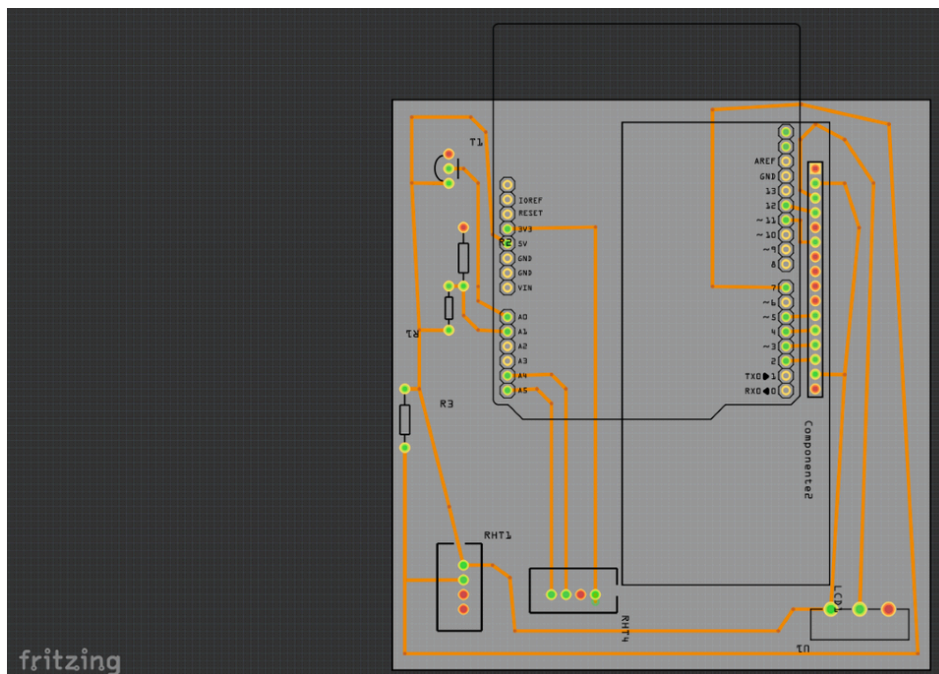 T1
AREF
GND
13
12
~11
~10
~9
8
7
~6
~5
4
~3
2
TX0▶1
RX0◀0
IOREF
RESET
3V3
R2
5V
GND
GND
VIN
A0
A1
A2
A3
A4
A5
R1
R3
Componente2
RHT1
RHT4
LCD1
U1
fritzing